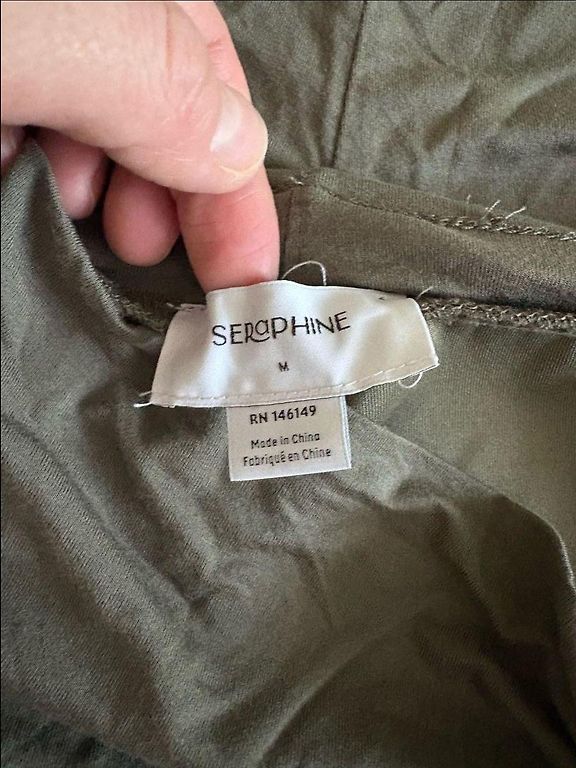 SERaPHINE
M
RN 146149
Made in China
Fabriqué en Chine